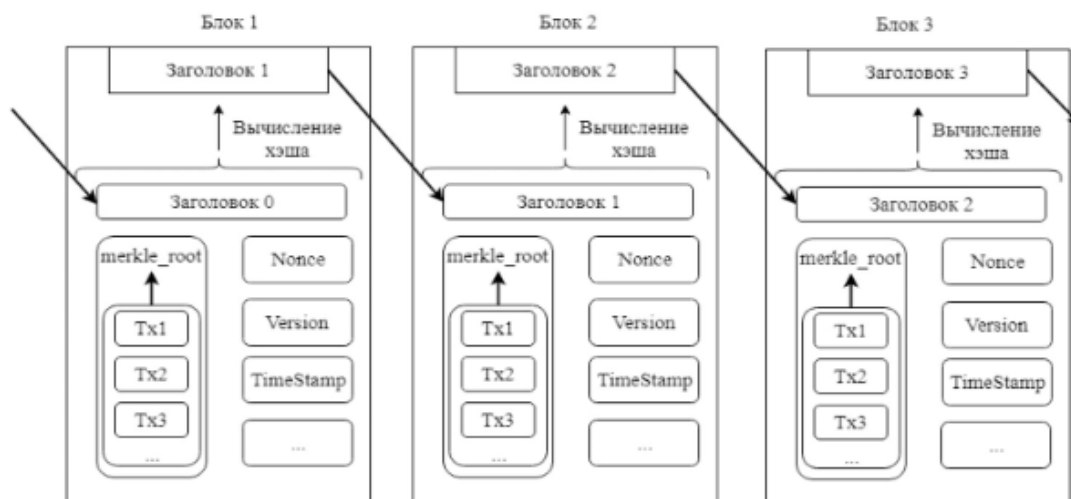 Блок 1
Заголовок 1
Вычисление
хэша
Заголовок 0
merkle_root
Tx1
Tx2
Tx3
...
Nonce
Version
TimeStamp
...
Блок 2
Заголовок 2
Вычисление
хэша
Заголовок 1
merkle_root
Tx1
Tx2
Tx3
...
Nonce
Version
TimeStamp
...
Блок 3
Заголовок 3
Вычисление
хэша
Заголовок 2
merkle_root
Tx1
Tx2
Tx3
...
Nonce
Version
TimeStamp
...